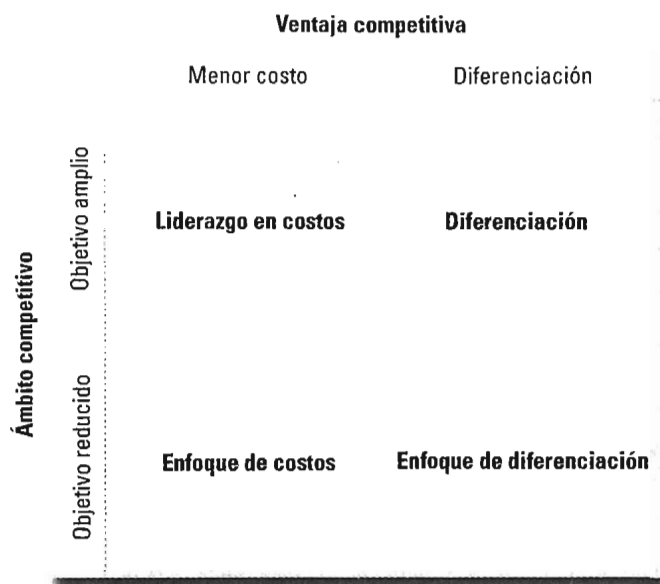 Ventaja competitiva
Menor costo Diferenciación
Ámbito competitivo
Objetivo amplio
Liderazgo en costos Diferenciación
Objetivo reducido
Enfoque de costos Enfoque de diferenciación